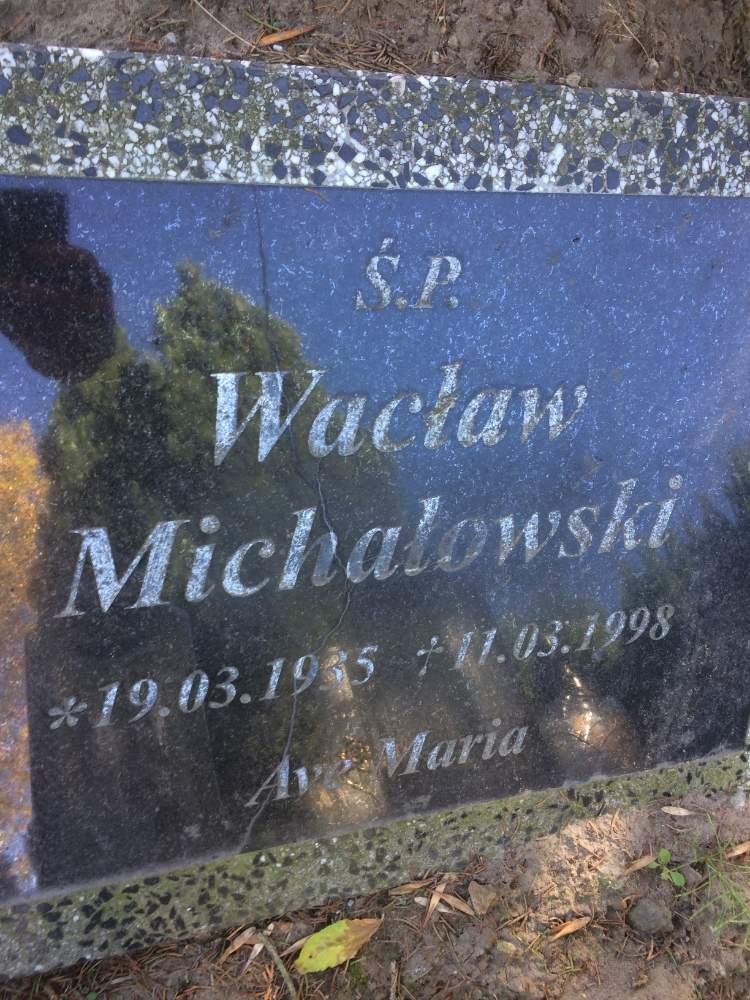 Ś.P.
Wacław
Michałowski
*19.03.1935 †11.03.1998
Ave Maria